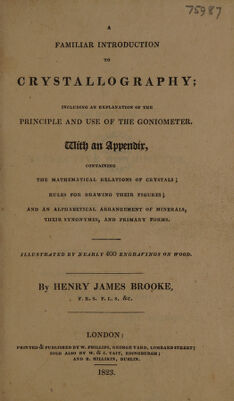 75987
A
FAMILIAR INTRODUCTION
TO
CRYSTALLOGRAPHY;
INCLUDING AN EXPLANATION OF THE
PRINCIPLE AND USE OF THE GONIOMETER.
With an Appendix,
CONTAINING
THE MATHEMATICAL RELATIONS OF CRYSTALS;
RULES FOR DRAWING THEIR FIGURES;
AND AN ALPHABETICAL ARRANGEMENT OF MINERALS,
THEIR SYNONYMES, AND PRIMARY FORMS.
ILLUSTRATED BY NEARLY 400 ENGRAVINGS ON WOOD.
By HENRY JAMES BROOKE,
F. R. S. F. L. S. &c.
LONDON:
PRINTED & PUBLISHED BY W. PHILLIPS, GEORGE YARD, LOMBARD STREET;
SOLD ALSO BY W. & C. TAIT, EDINBURGH;
AND R. MILLIKIN, DUBLIN.
1823.